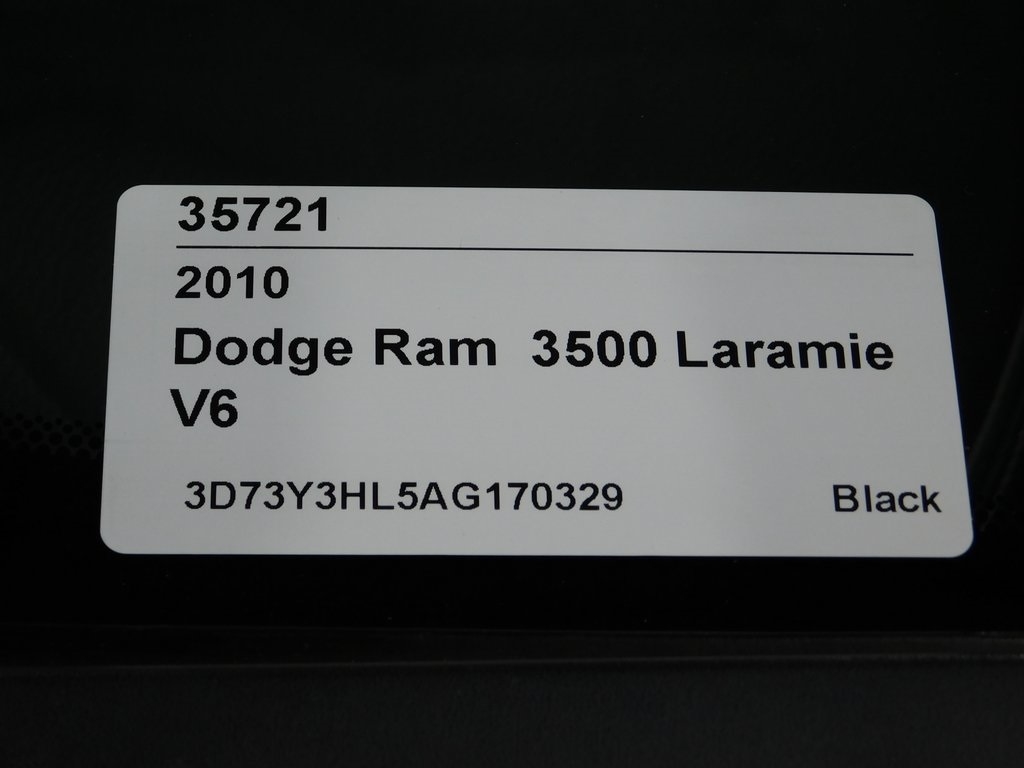 35721
2010
Dodge Ram 3500 Laramie
V6
3D73Y3HL5AG170329 Black